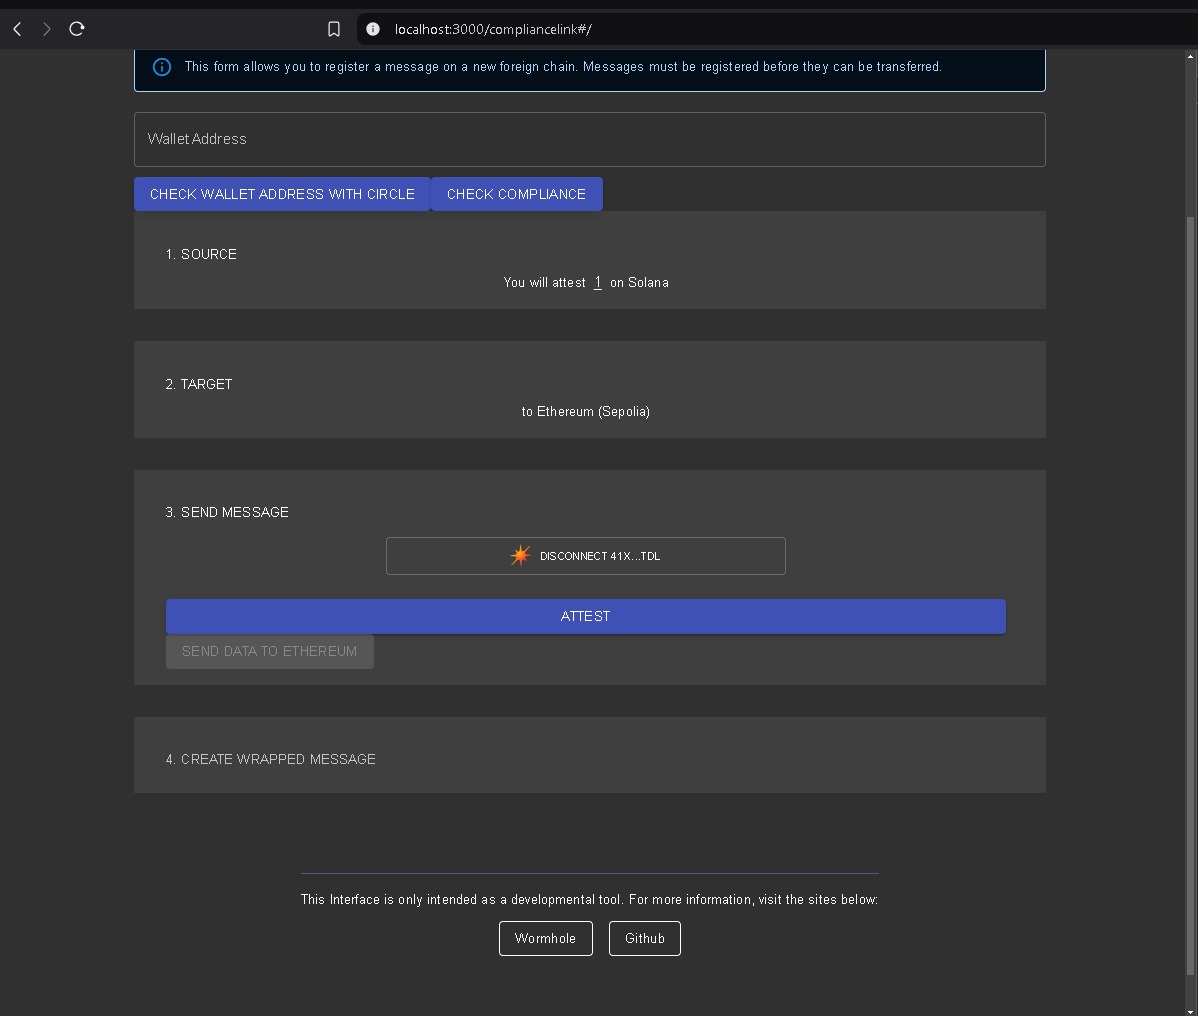 localhost:3000/compliancelink#/
This form allows you to register a message on a new foreign chain. Messages must be registered before they can be transferred.
Wallet Address
CHECK WALLET ADDRESS WITH CIRCLE CHECK COMPLIANCE
1. SOURCE
You will attest 1 on Solana
2. TARGET
to Ethereum (Sepolia)
3. SEND MESSAGE
DISCONNECT 41X...TDL
ATTEST
SEND DATA TO ETHEREUM
4. CREATE WRAPPED MESSAGE
This Interface is only intended as a developmental tool. For more information, visit the sites below:
Wormhole Github